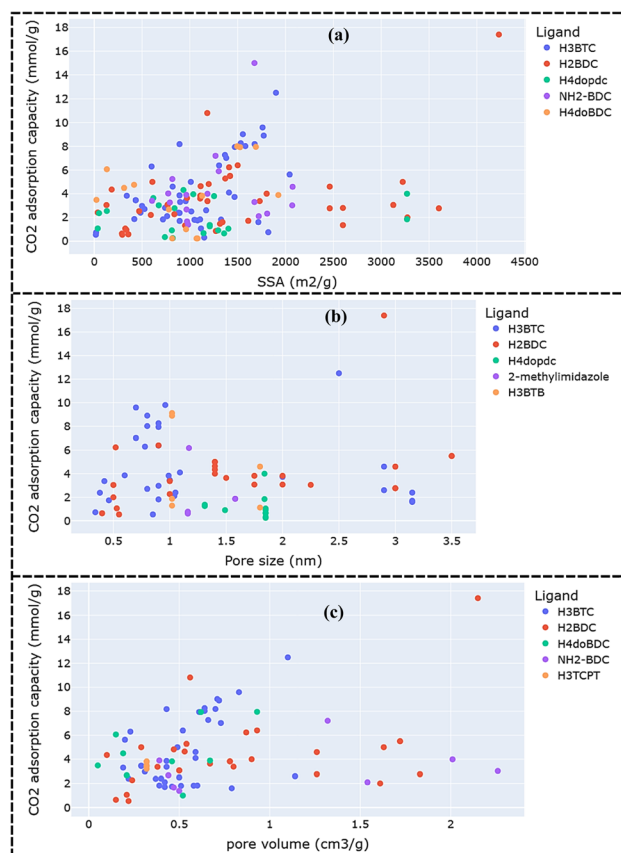 (a)
CO2 adsorption capacity (mmol/g)
18
16
14
12
10
8
6
4
2
0
0 500 1000 1500 2000 2500 3000 3500 4000 4500
SSA (m2/g)
Ligand
H3BTC
H2BDC
H4dopdc
NH2-BDC
H4doBDC
(b)
CO2 adsorption capacity (mmol/g)
18
16
14
12
10
8
6
4
2
0
0.5 1 1.5 2 2.5 3 3.5
Pore size (nm)
Ligand
H3BTC
H2BDC
H4dopdc
2-methylimidazole
H3BTB
(c)
CO2 adsorption capacity (mmol/g)
18
16
14
12
10
8
6
4
2
0
0 0.5 1 1.5 2
pore volume (cm3/g)
Ligand
H3BTC
H2BDC
H4doBDC
NH2-BDC
H3TCPT